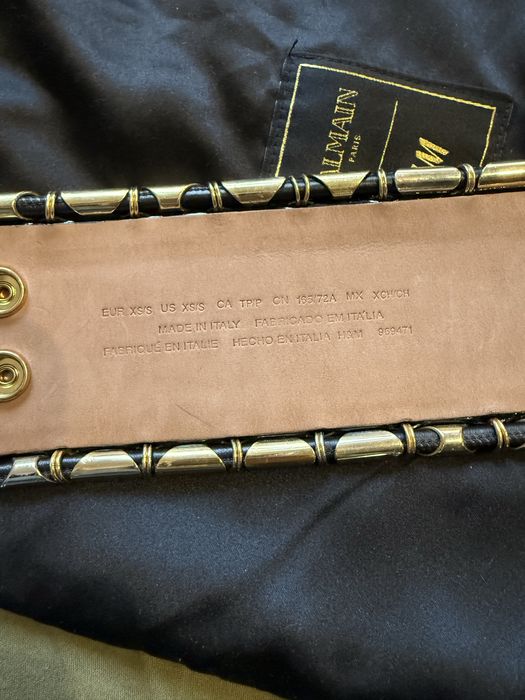 BALMAIN
PARIS
H&M
EUR XS/S US XS/S CA TP/P CN 165/72A MX XCH/CH
MADE IN ITALY FABRICADO EM ITÁLIA
FABRIQUÉ EN ITALIE HECHO EN ITALIA H&M 969471